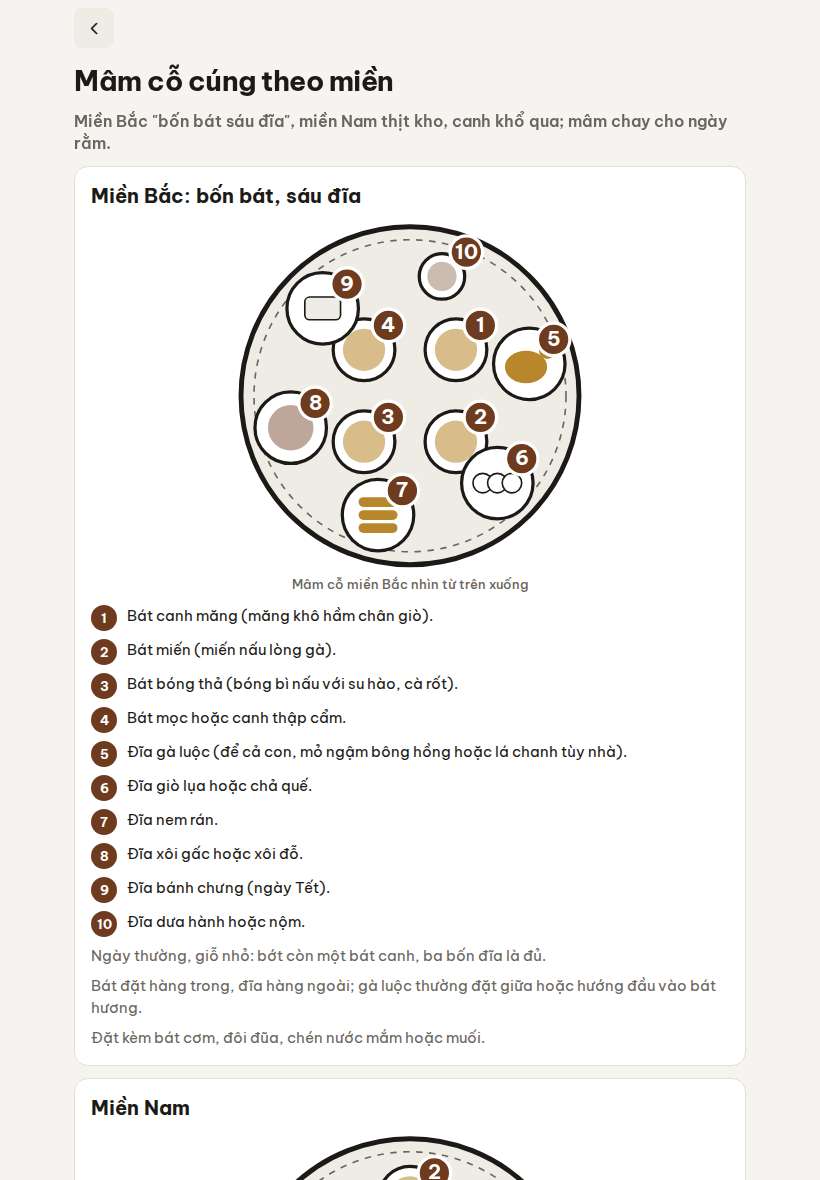 Mâm cỗ cúng theo miền
Miền Bắc "bốn bát sáu đĩa", miền Nam thịt kho, canh khổ qua; mâm chay cho ngày
rằm.
Miền Bắc: bốn bát, sáu đĩa
10
9
4
1
5
8
3
2
6
7
Mâm cỗ miền Bắc nhìn từ trên xuống
1 Bát canh măng (măng khô hầm chân giò).
2 Bát miến (miến nấu lòng gà).
3 Bát bóng thả (bóng bì nấu với su hào, cà rốt).
4 Bát mọc hoặc canh thập cẩm.
5 Đĩa gà luộc (để cả con, mỏ ngậm bông hồng hoặc lá chanh tùy nhà).
6 Đĩa giò lụa hoặc chả quế.
7 Đĩa nem rán.
8 Đĩa xôi gấc hoặc xôi đỗ.
9 Đĩa bánh chưng (ngày Tết).
10 Đĩa dưa hành hoặc nộm.
Ngày thường, giỗ nhỏ: bớt còn một bát canh, ba bốn đĩa là đủ.
Bát đặt hàng trong, đĩa hàng ngoài; gà luộc thường đặt giữa hoặc hướng đầu vào bát
hương.
Đặt kèm bát cơm, đôi đũa, chén nước mắm hoặc muối.
Miền Nam
2